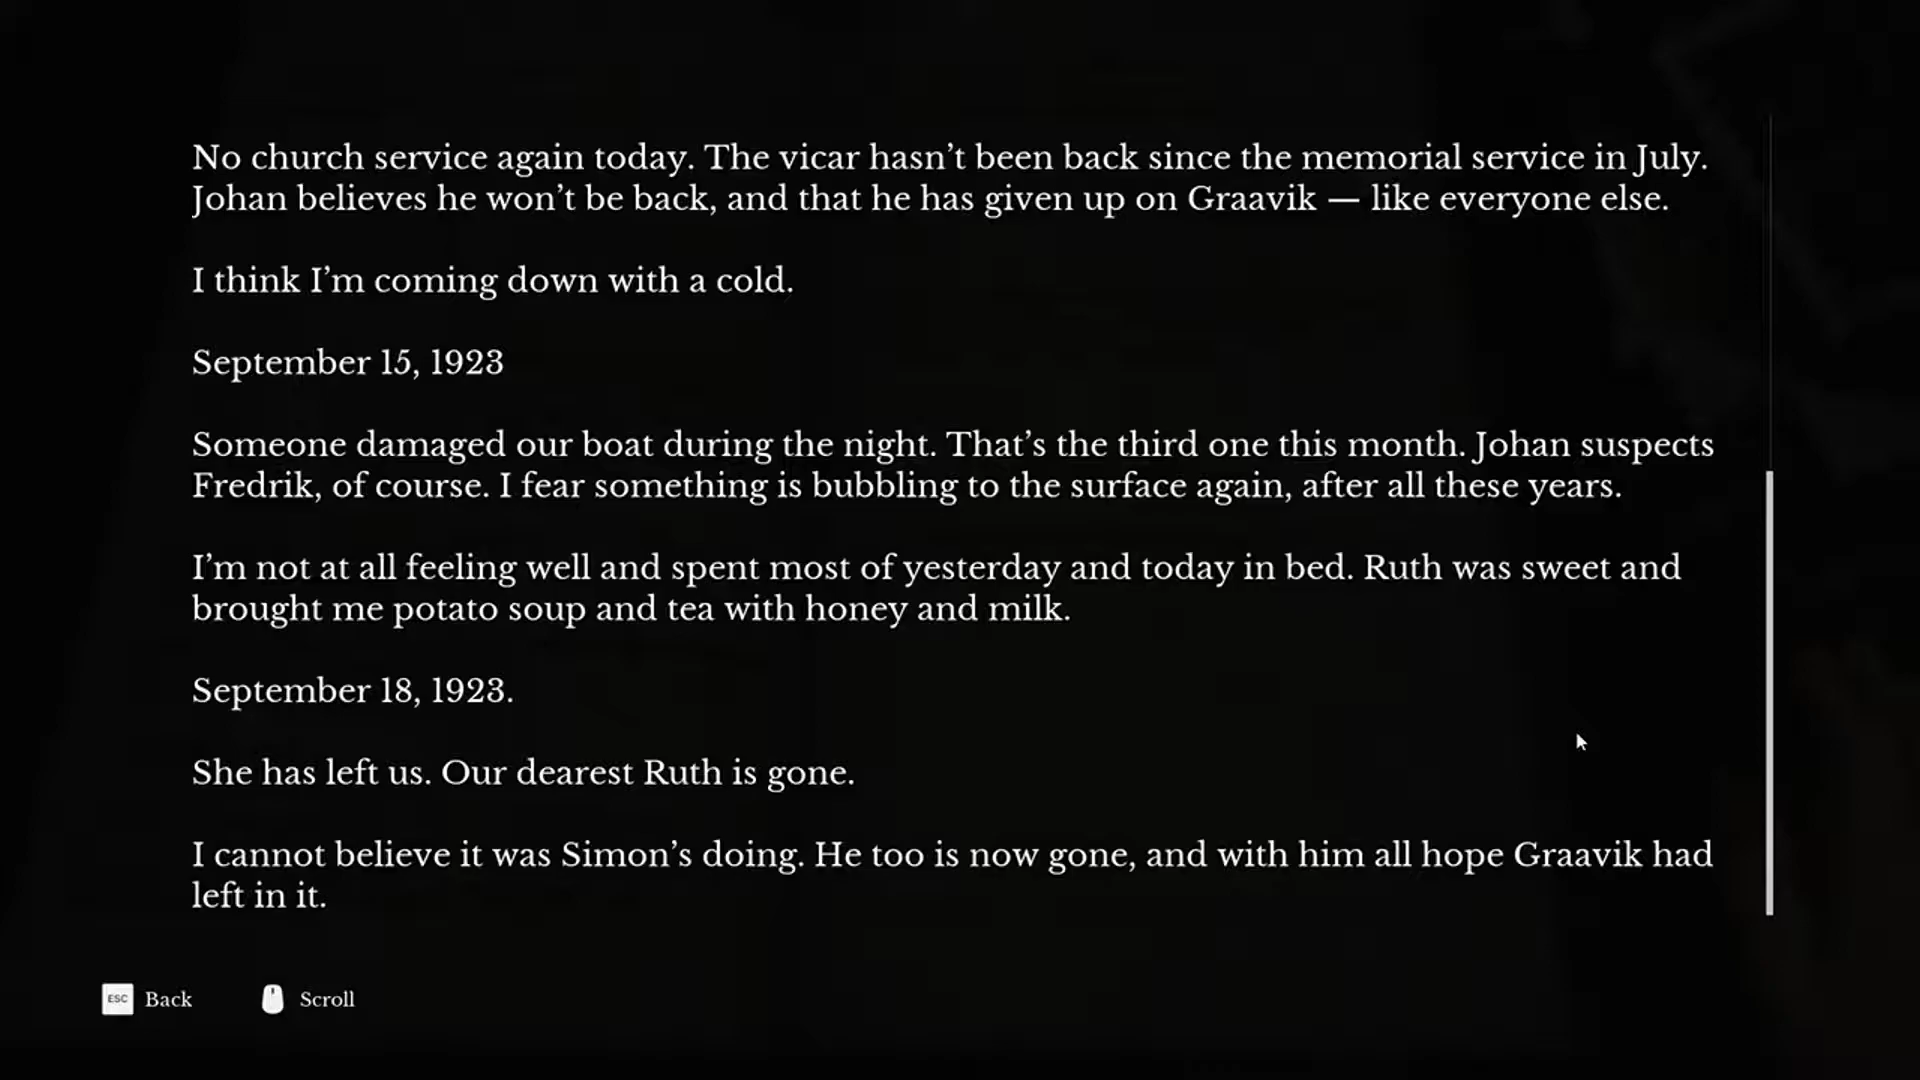 No church service again today. The vicar hasn’t been back since the memorial service in July.
Johan believes he won’t be back, and that he has given up on Graavik — like everyone else.
I think I’m coming down with a cold.
September 15, 1923
Someone damaged our boat during the night. That’s the third one this month. Johan suspects
Fredrik, of course. I fear something is bubbling to the surface again, after all these years.
I’m not at all feeling well and spent most of yesterday and today in bed. Ruth was sweet and
brought me potato soup and tea with honey and milk.
September 18, 1923.
She has left us. Our dearest Ruth is gone.
I cannot believe it was Simon’s doing. He too is now gone, and with him all hope Graavik had
left in it.
ESC Back Scroll